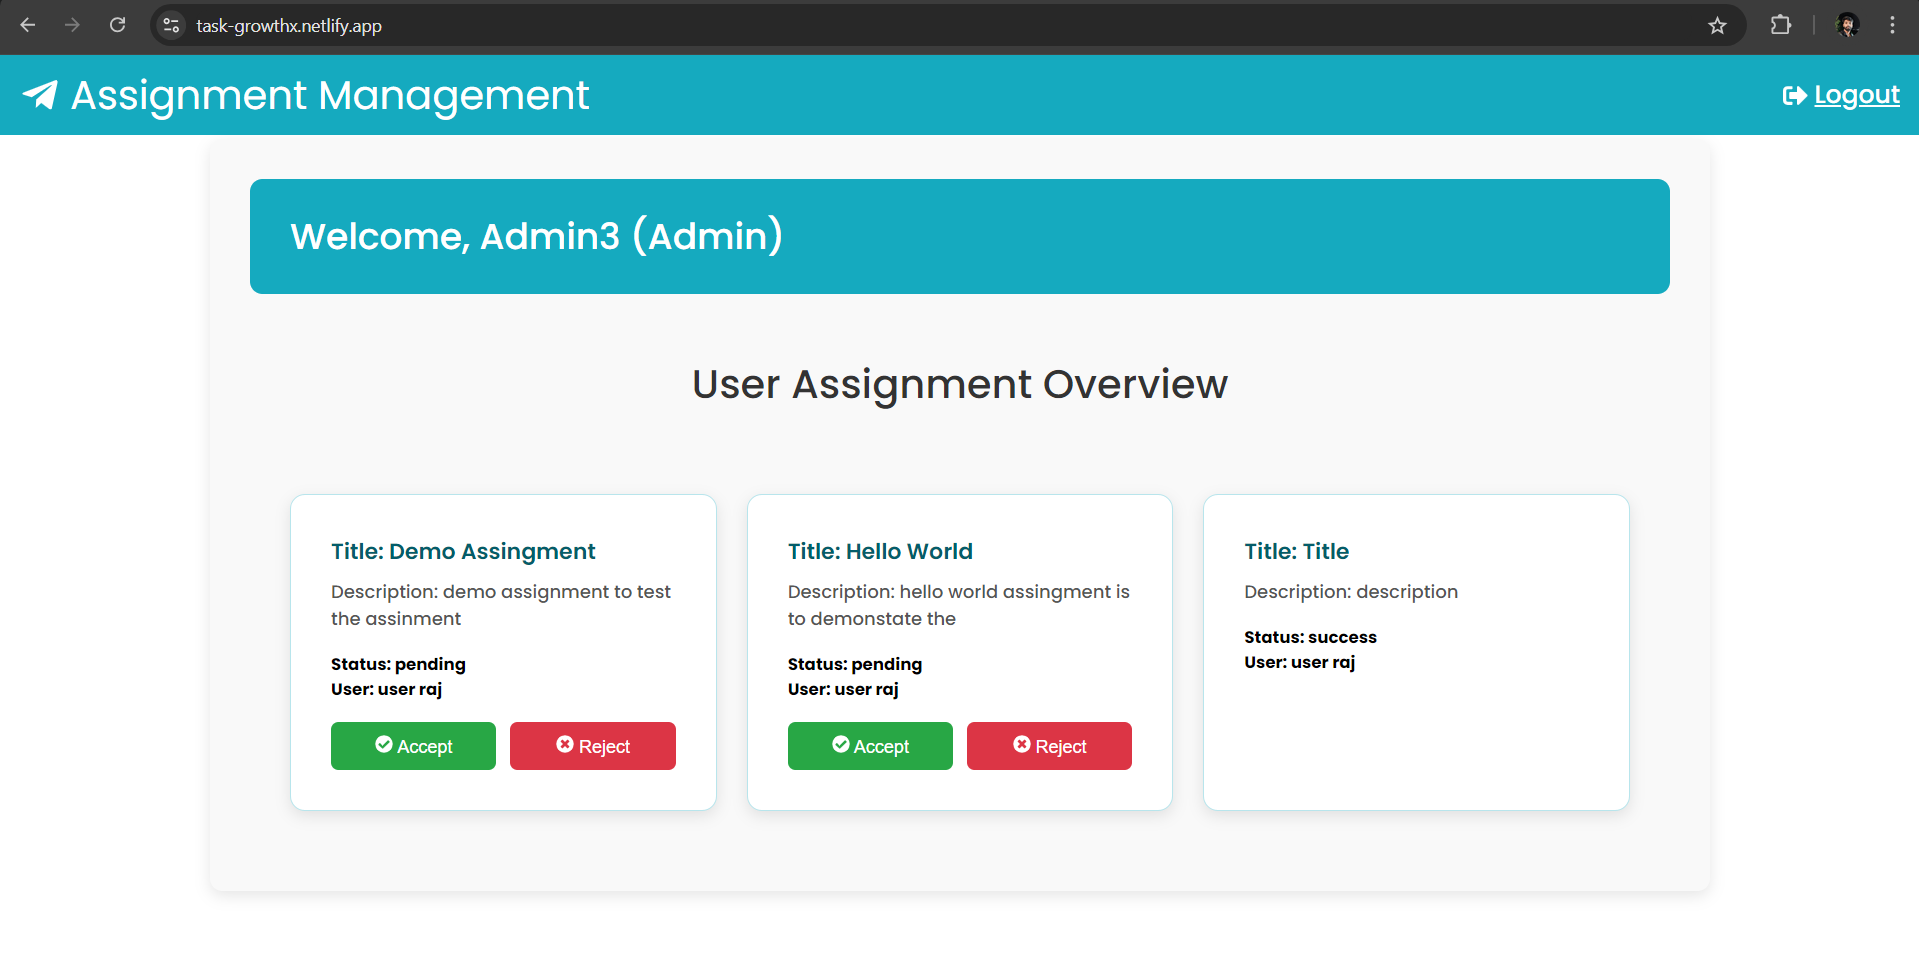 task-growthx.netlify.app
Assignment Management
Logout
Welcome, Admin3 (Admin)
User Assignment Overview
Title: Demo Assingment
Description: demo assignment to test
the assinment
Status: pending
User: user raj
Accept
Reject
Title: Hello World
Description: hello world assingment is
to demonstate the
Status: pending
User: user raj
Accept
Reject
Title: Title
Description: description
Status: success
User: user raj